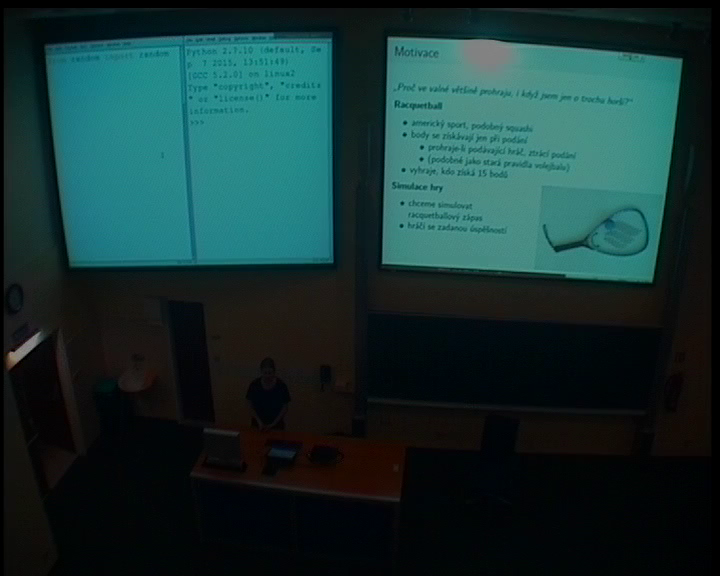 from random import random
Python 2.7.10 (default, Se
p  7 2015, 13:51:49)
[GCC 5.2.0] on linux2
Type "copyright", "credits
" or "license()" for more
information.
>>>
Motivace
„Proč ve valné většině prohraju, i když jsem jen o trochu horší?“
Racquetball
americký sport, podobný squashi
body se získávají jen při podání
prohraje-li podávající hráč, ztrácí podání
(podobně jako stará pravidla volejbalu)
vyhraje, kdo získá 15 bodů
Simulace hry
chceme simulovat
racquetballový zápas
hráči se zadanou úspěšností